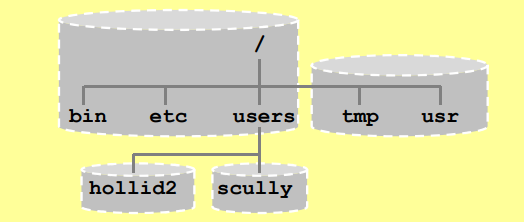 /
bin etc users tmp usr
hollid2 scully